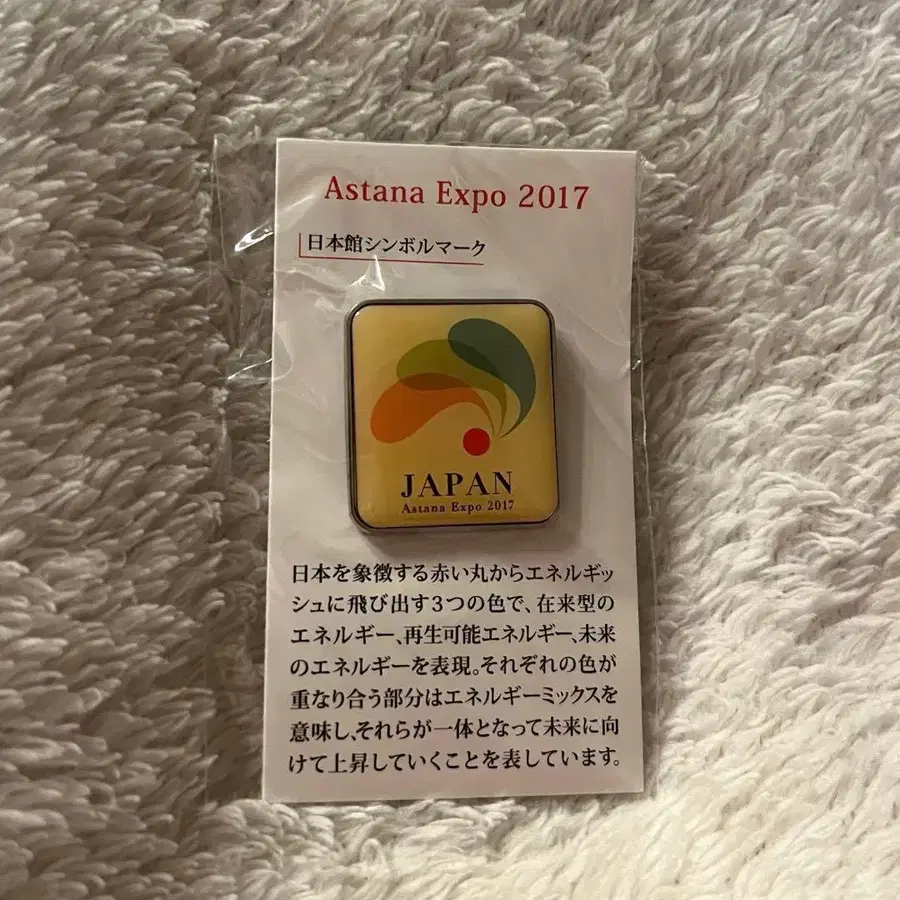 Astana Expo 2017
日本館シンボルマーク
JAPAN
Astana Expo 2017
日本を象徴する赤い丸からエネルギッ
シュに飛び出す3つの色で、在来型の
エネルギー、再生可能エネルギー、未来
のエネルギーを表現。それぞれの色が
重なり合う部分はエネルギーミックスを
意味し、それらが一体となって未来に向
けて上昇していくことを表しています。